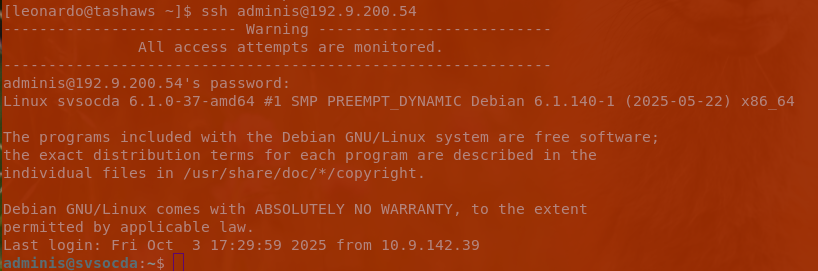 [leonardo@tashaws ~]$ ssh adminis@192.9.200.54
-------------------------- Warning --------------------------
                All access attempts are monitored.
-------------------------------------------------------------
adminis@192.9.200.54's password:
Linux svsocda 6.1.0-37-amd64 #1 SMP PREEMPT_DYNAMIC Debian 6.1.140-1 (2025-05-22) x86_64

The programs included with the Debian GNU/Linux system are free software;
the exact distribution terms for each program are described in the
individual files in /usr/share/doc/*/copyright.

Debian GNU/Linux comes with ABSOLUTELY NO WARRANTY, to the extent
permitted by applicable law.
Last login: Fri Oct  3 17:29:59 2025 from 10.9.142.39
adminis@svsocda:~$